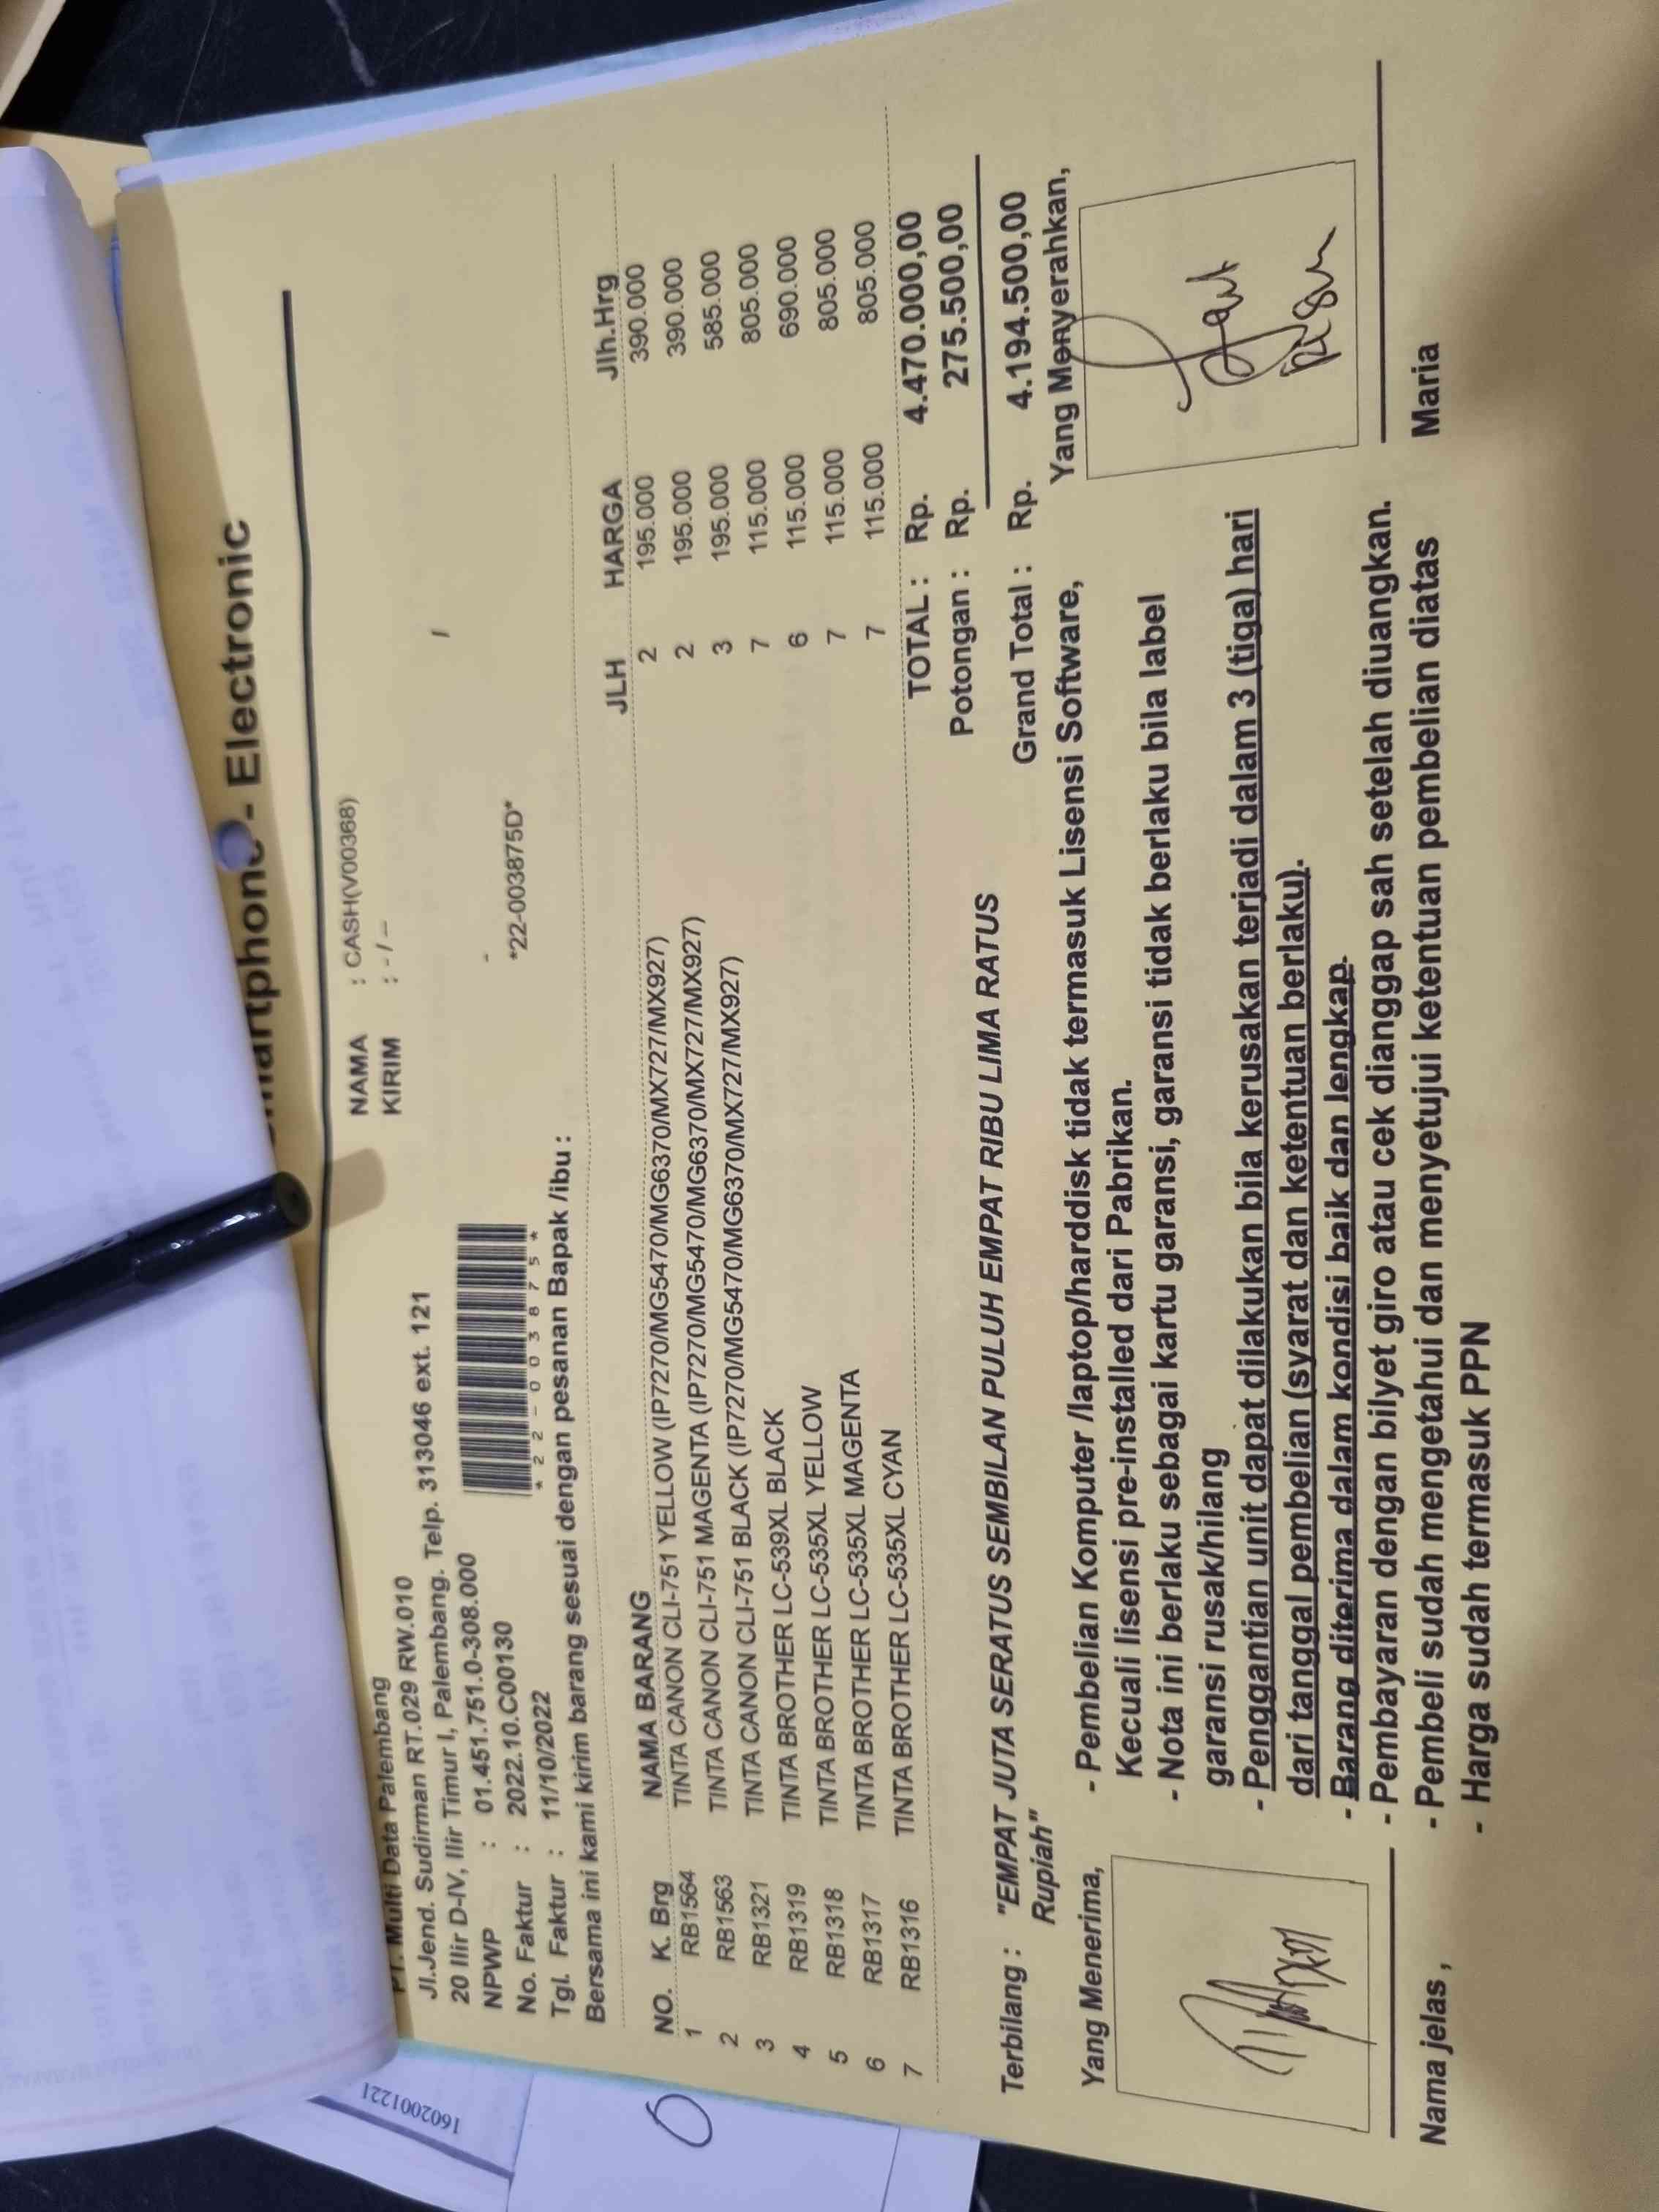 - Electronic
PT. Multi Data Palembang
Jl.Jend. Sudirman RT.029 RW.010
20 Ilir D-IV, Ilir Timur I, Palembang. Telp. 313046 ext. 121
NPWP : 01.451.751.0-308.000
No. Faktur : 2022.10.C00130
Tgl. Faktur : 11/10/2022
NAMA : CASH(V00368)
KIRIM : - / –
* 2 2 - 0 0 3 8 7 5 *
*22-003875D*
Bersama ini kami kirim barang sesuai dengan pesanan Bapak /ibu :
NO. K. Brg NAMA BARANG JLH HARGA Jlh.Hrg
1 RB1564 TINTA CANON CLI-751 YELLOW (IP7270/MG5470/MG6370/MX727/MX927) 2 195.000 390.000
2 RB1563 TINTA CANON CLI-751 MAGENTA (IP7270/MG5470/MG6370/MX727/MX927) 2 195.000 390.000
3 RB1321 TINTA CANON CLI-751 BLACK (IP7270/MG5470/MG6370/MX727/MX927) 3 195.000 585.000
4 RB1319 TINTA BROTHER LC-539XL BLACK 7 115.000 805.000
5 RB1318 TINTA BROTHER LC-535XL YELLOW 6 115.000 690.000
6 RB1317 TINTA BROTHER LC-535XL MAGENTA 7 115.000 805.000
7 RB1316 TINTA BROTHER LC-535XL CYAN 7 115.000 805.000
TOTAL : Rp. 4.470.000,00
Potongan : Rp. 275.500,00
Grand Total : Rp. 4.194.500,00
Terbilang : "EMPAT JUTA SERATUS SEMBILAN PULUH EMPAT RIBU LIMA RATUS
Rupiah"
Yang Menerima,
- Pembelian Komputer /laptop/harddisk tidak termasuk Lisensi Software,
Kecuali lisensi pre-installed dari Pabrikan.
- Nota ini berlaku sebagai kartu garansi, garansi tidak berlaku bila label
garansi rusak/hilang
- Penggantian unit dapat dilakukan bila kerusakan terjadi dalam 3 (tiga) hari
dari tanggal pembelian (syarat dan ketentuan berlaku).
- Barang diterima dalam kondisi baik dan lengkap.
- Pembayaran dengan bilyet giro atau cek dianggap sah setelah diuangkan.
- Pembeli sudah mengetahui dan menyetujui ketentuan pembelian diatas
- Harga sudah termasuk PPN
Yang Menyerahkan,
Nama jelas ,
Maria
1602001221